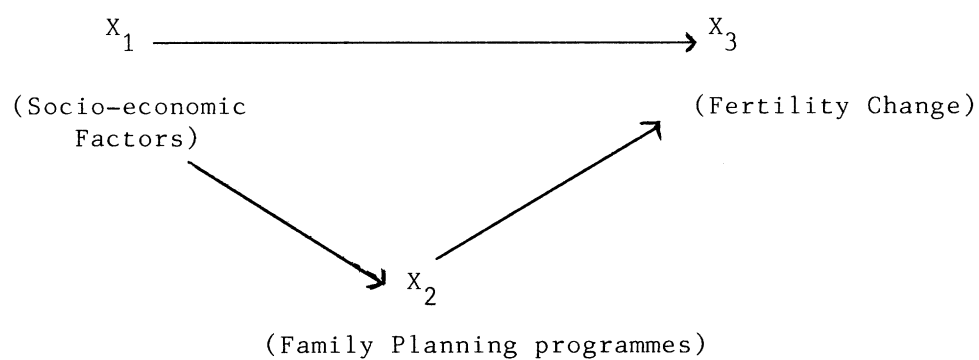 X₁
X₃
(Socio-economic
Factors)
(Fertility Change)
X₂
(Family Planning programmes)